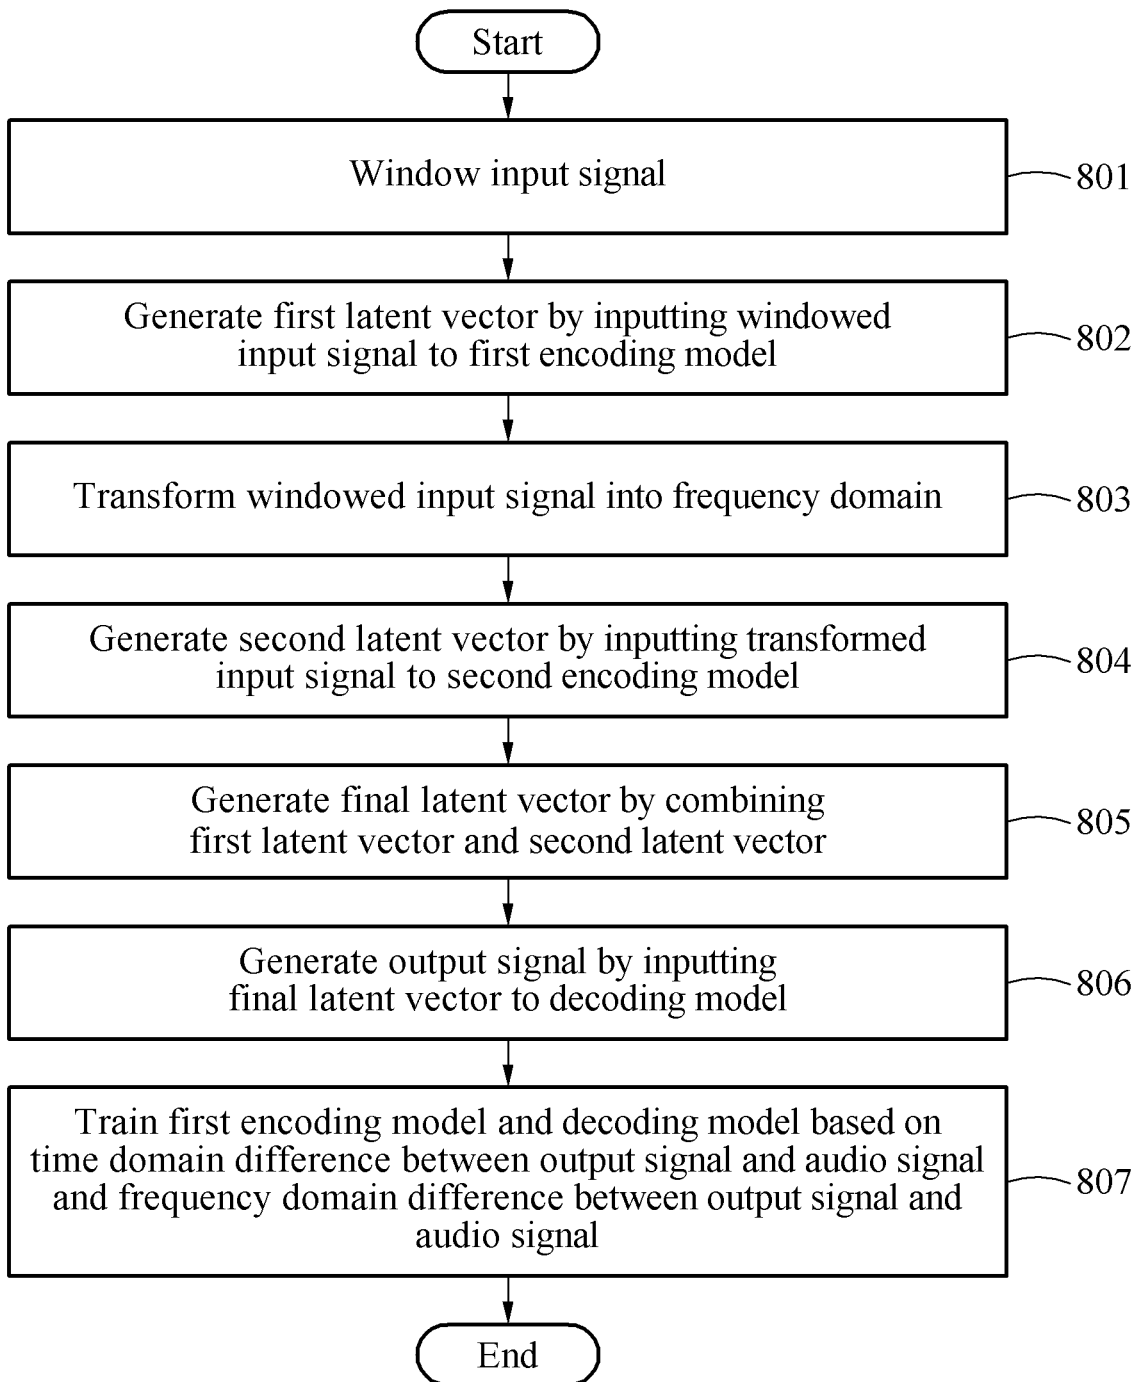 Start
Window input signal
801
Generate first latent vector by inputting windowed
input signal to first encoding model
802
Transform windowed input signal into frequency domain
803
Generate second latent vector by inputting transformed
input signal to second encoding model
804
Generate final latent vector by combining
first latent vector and second latent vector
805
Generate output signal by inputting
final latent vector to decoding model
806
Train first encoding model and decoding model based on
time domain difference between output signal and audio signal
and frequency domain difference between output signal and
audio signal
807
End